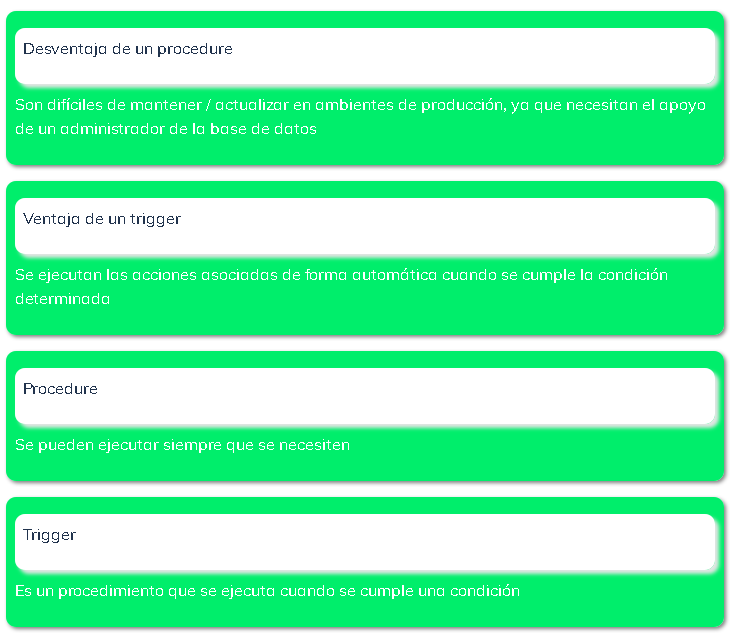 Desventaja de un procedure
Son difíciles de mantener / actualizar en ambientes de producción, ya que necesitan el apoyo
de un administrador de la base de datos
Ventaja de un trigger
Se ejecutan las acciones asociadas de forma automática cuando se cumple la condición
determinada
Procedure
Se pueden ejecutar siempre que se necesiten
Trigger
Es un procedimiento que se ejecuta cuando se cumple una condición